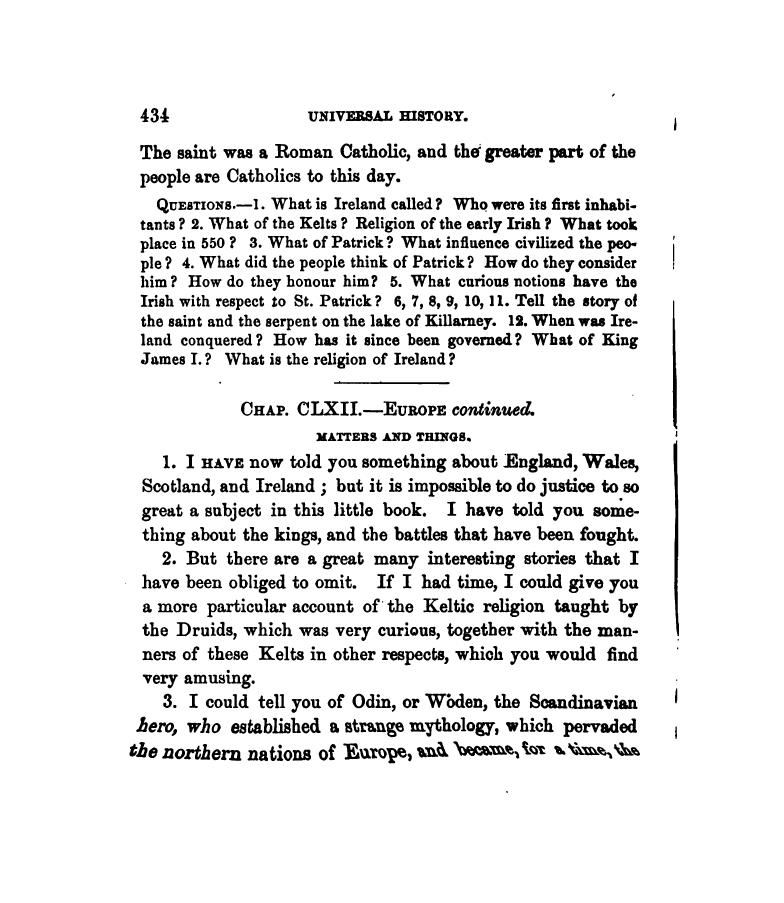 434 UNIVERSAL HISTORY.
The saint was a Roman Catholic, and the greater part of the
people are Catholics to this day.
QUESTIONS.—1. What is Ireland called? Who were its first inhabi-
tants? 2. What of the Kelts? Religion of the early Irish? What took
place in 550? 3. What of Patrick? What influence civilized the peo-
ple? 4. What did the people think of Patrick? How do they consider
him? How do they honour him? 5. What curious notions have the
Irish with respect to St. Patrick? 6, 7, 8, 9, 10, 11. Tell the story of
the saint and the serpent on the lake of Killarney. 12. When was Ire-
land conquered? How has it since been governed? What of King
James I.? What is the religion of Ireland?
CHAP. CLXII.—EUROPE continued.
MATTERS AND THINGS.
1. I HAVE now told you something about England, Wales,
Scotland, and Ireland; but it is impossible to do justice to so
great a subject in this little book. I have told you some-
thing about the kings, and the battles that have been fought.
2. But there are a great many interesting stories that I
have been obliged to omit. If I had time, I could give you
a more particular account of the Keltic religion taught by
the Druids, which was very curious, together with the man-
ners of these Kelts in other respects, which you would find
very amusing.
3. I could tell you of Odin, or Woden, the Scandinavian
hero, who established a strange mythology, which pervaded
the northern nations of Europe, and became, for a time, the